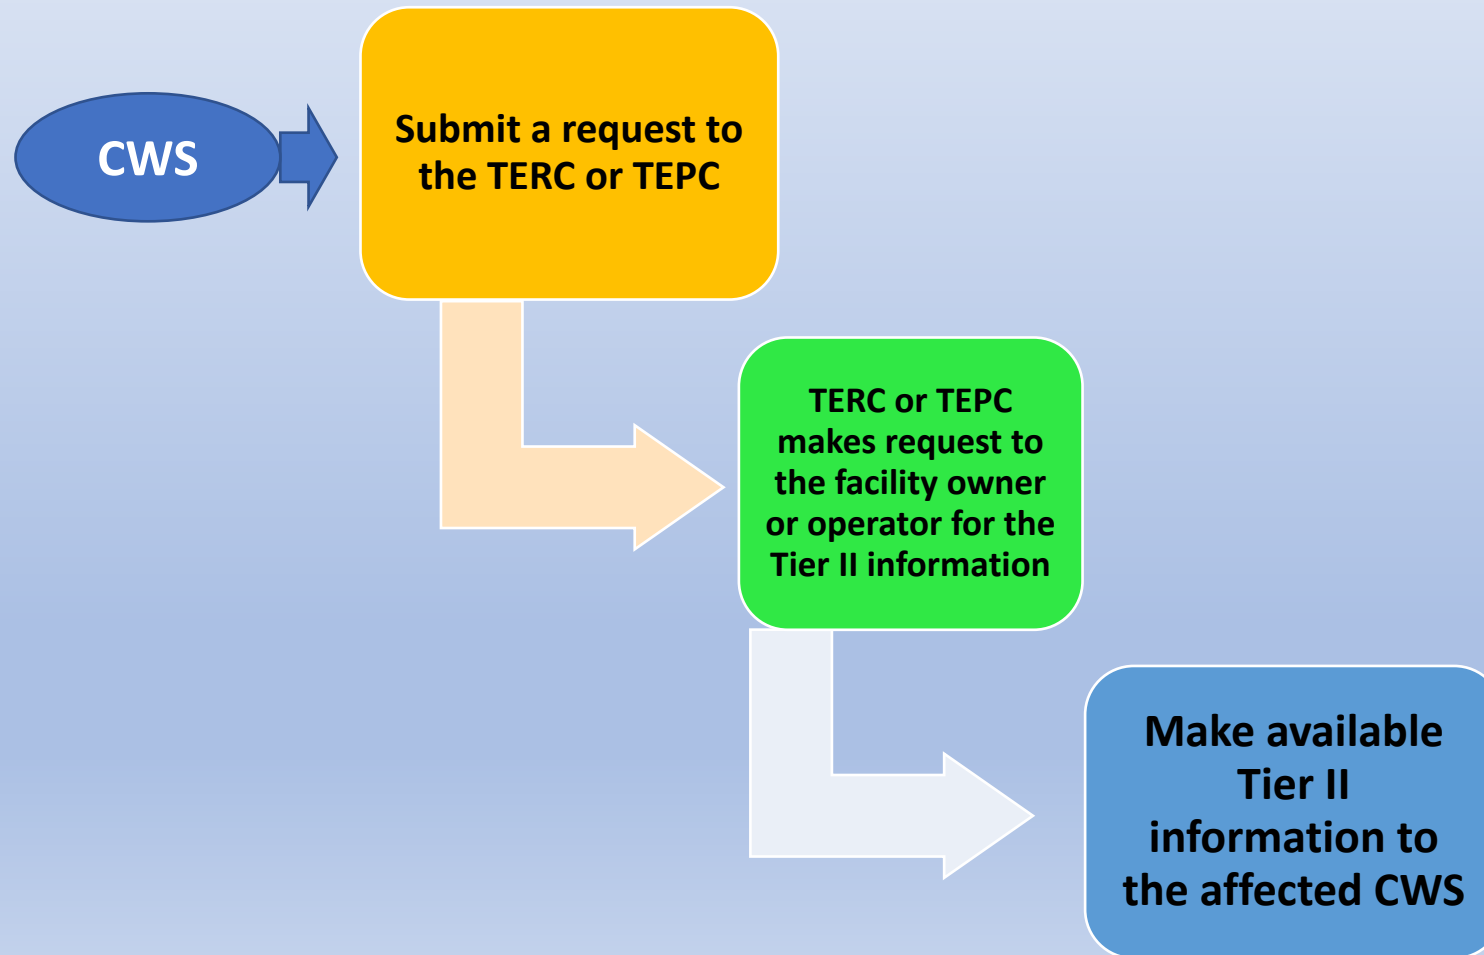 CWS
Submit a request to
the TERC or TEPC
TERC or TEPC
makes request to
the facility owner
or operator for the
Tier II information
Make available
Tier II
information to
the affected CWS